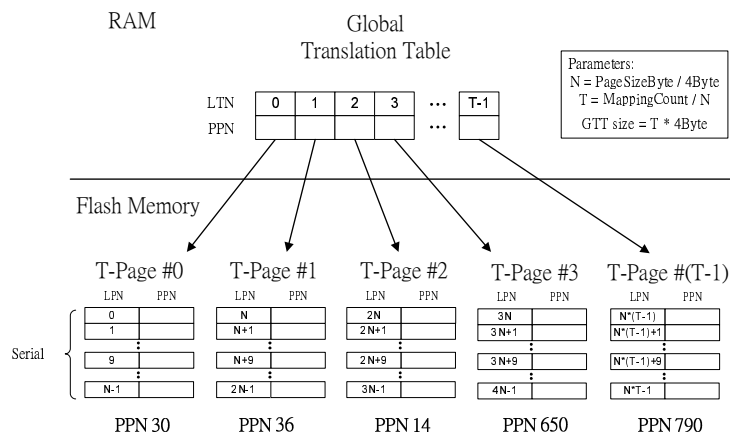 RAM
Global
Translation Table
Parameters:
N = PageSizeByte / 4Byte
T = MappingCount / N
GTT size = T * 4Byte
LTN 0 1 2 3 ... T-1
PPN ...
Flash Memory
T-Page #0 T-Page #1 T-Page #2 T-Page #3 T-Page #(T-1)
LPN PPN LPN PPN LPN PPN LPN PPN LPN PPN
0 N 2N 3N N*(T-1)
1 N+1 2N+1 3N+1 N*(T-1)+1
Serial
9 N+9 2N+9 3N+9 N*(T-1)+9
N-1 2N-1 3N-1 4N-1 N*T-1
PPN 30 PPN 36 PPN 14 PPN 650 PPN 790